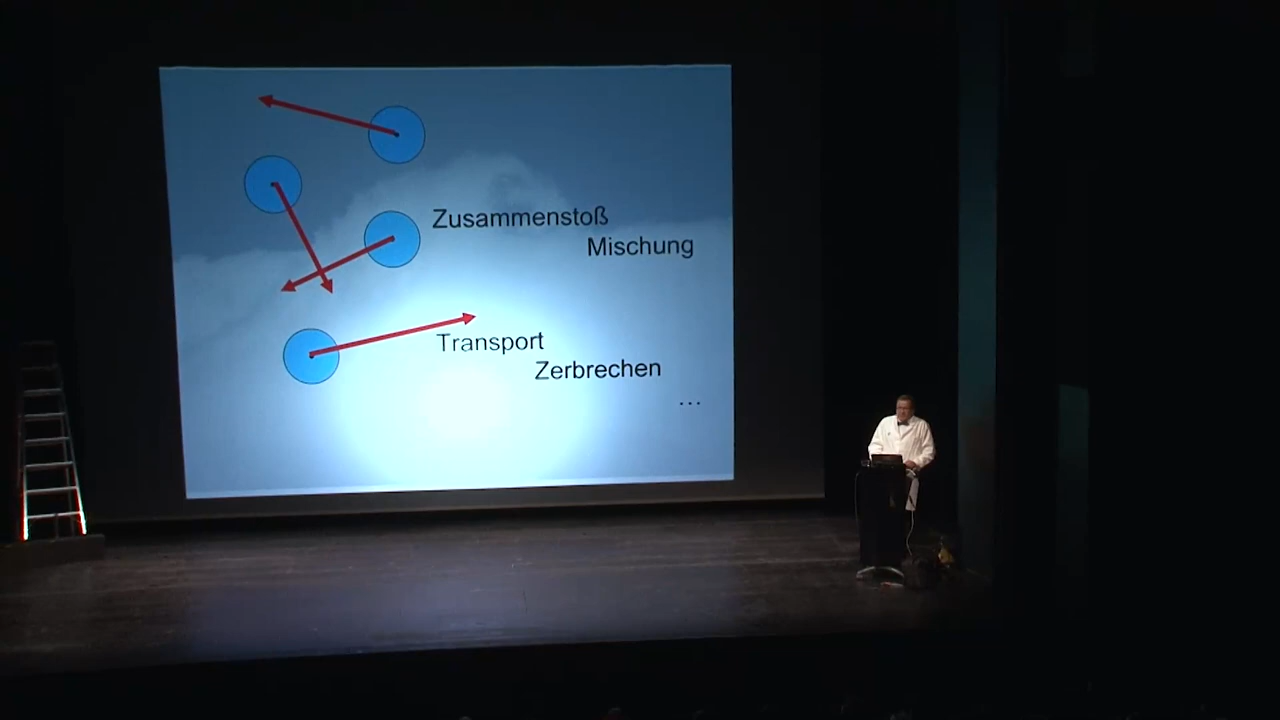 Zusammenstoß
Mischung
Transport
Zerbrechen
...